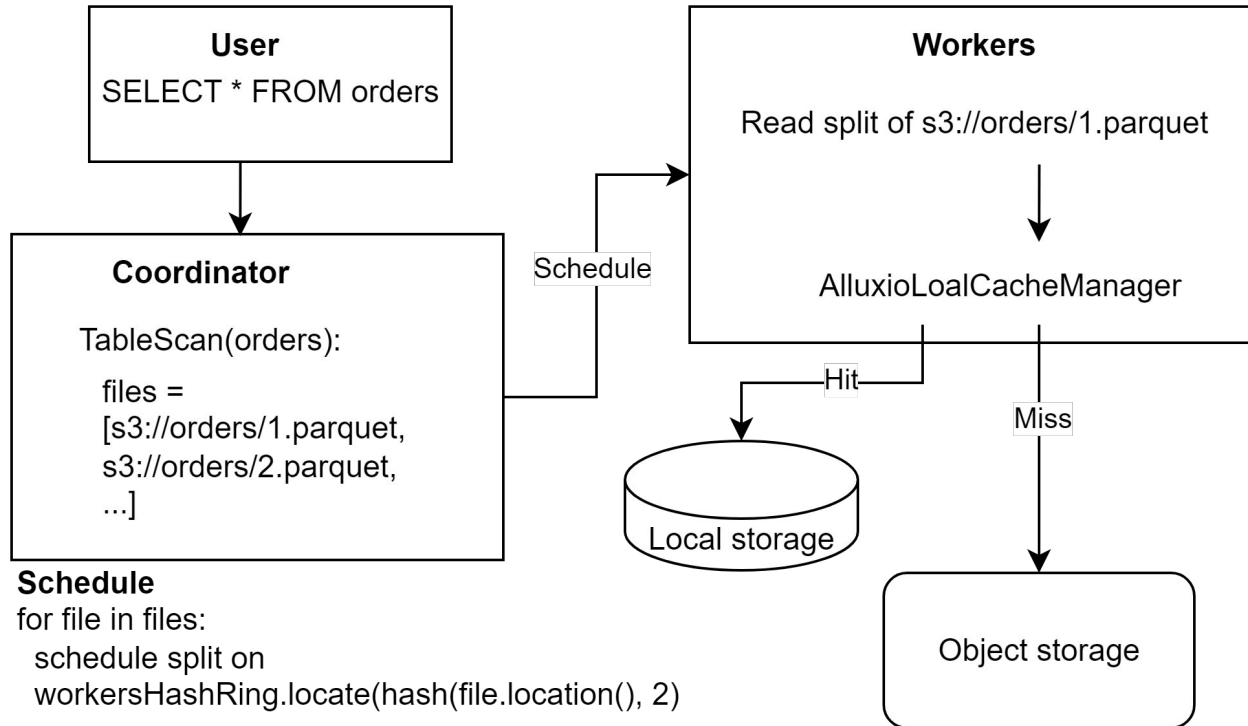 User
SELECT * FROM orders
Coordinator
TableScan(orders):
files =
[s3://orders/1.parquet,
s3://orders/2.parquet,
...]
Schedule
for file in files:
schedule split on
workersHashRing.locate(hash(file.location(), 2)
Schedule
Workers
Read split of s3://orders/1.parquet
AlluxioLoalCacheManager
Hit
Miss
Local storage
Object storage